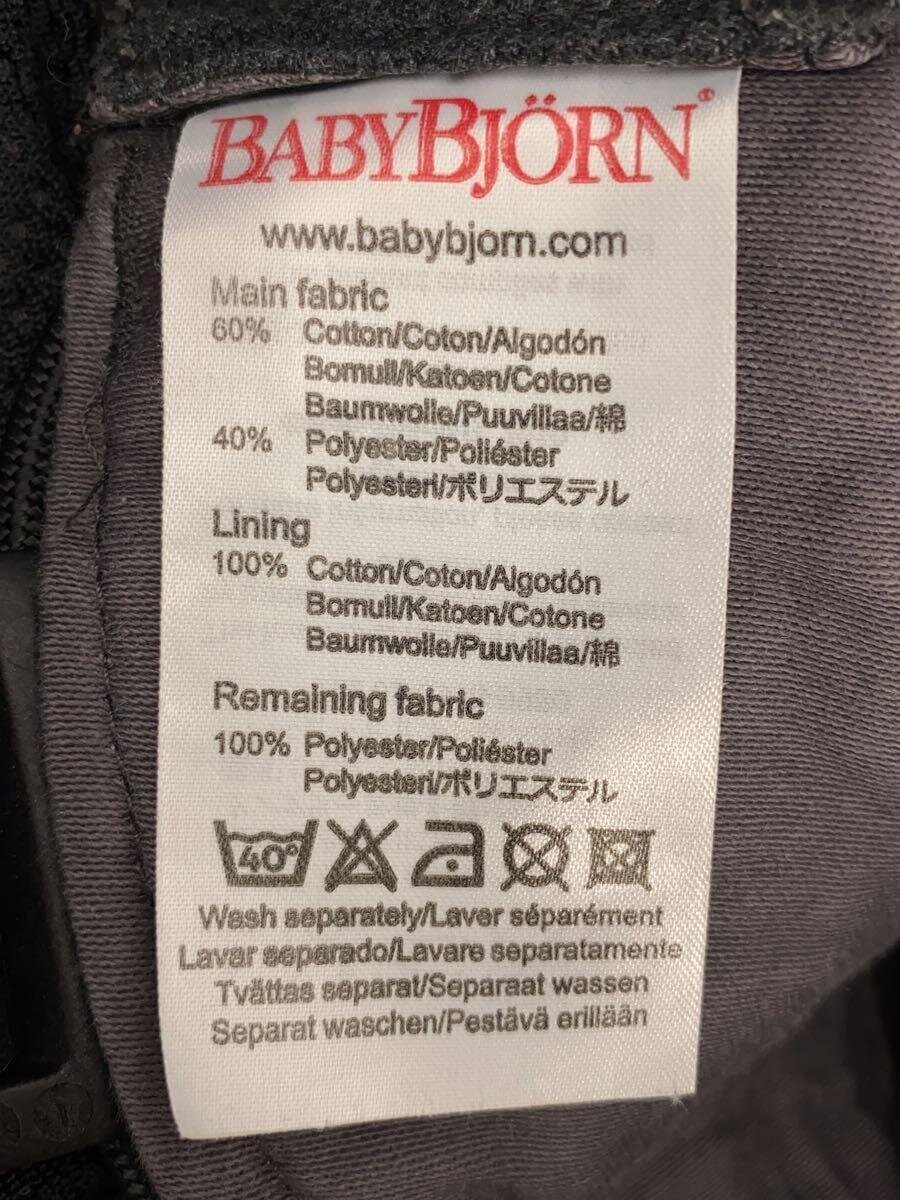 BABYBJÖRN®
www.babybjorn.com
Main fabric
60% Cotton/Coton/Algodón
Bomull/Katoen/Cotone
Baumwolle/Puuvillaa/綿
40% Polyester/Poliéster
Polyesteri/ポリエステル
Lining
100% Cotton/Coton/Algodón
Bomull/Katoen/Cotone
Baumwolle/Puuvillaa/綿
Remaining fabric
100% Polyester/Poliéster
Polyesteri/ポリエステル
40°
Wash separately/Laver séparément
Lavar separado/Lavare separatamente
Tvättas separat/Separaat wassen
Separat waschen/Pestävä erillään